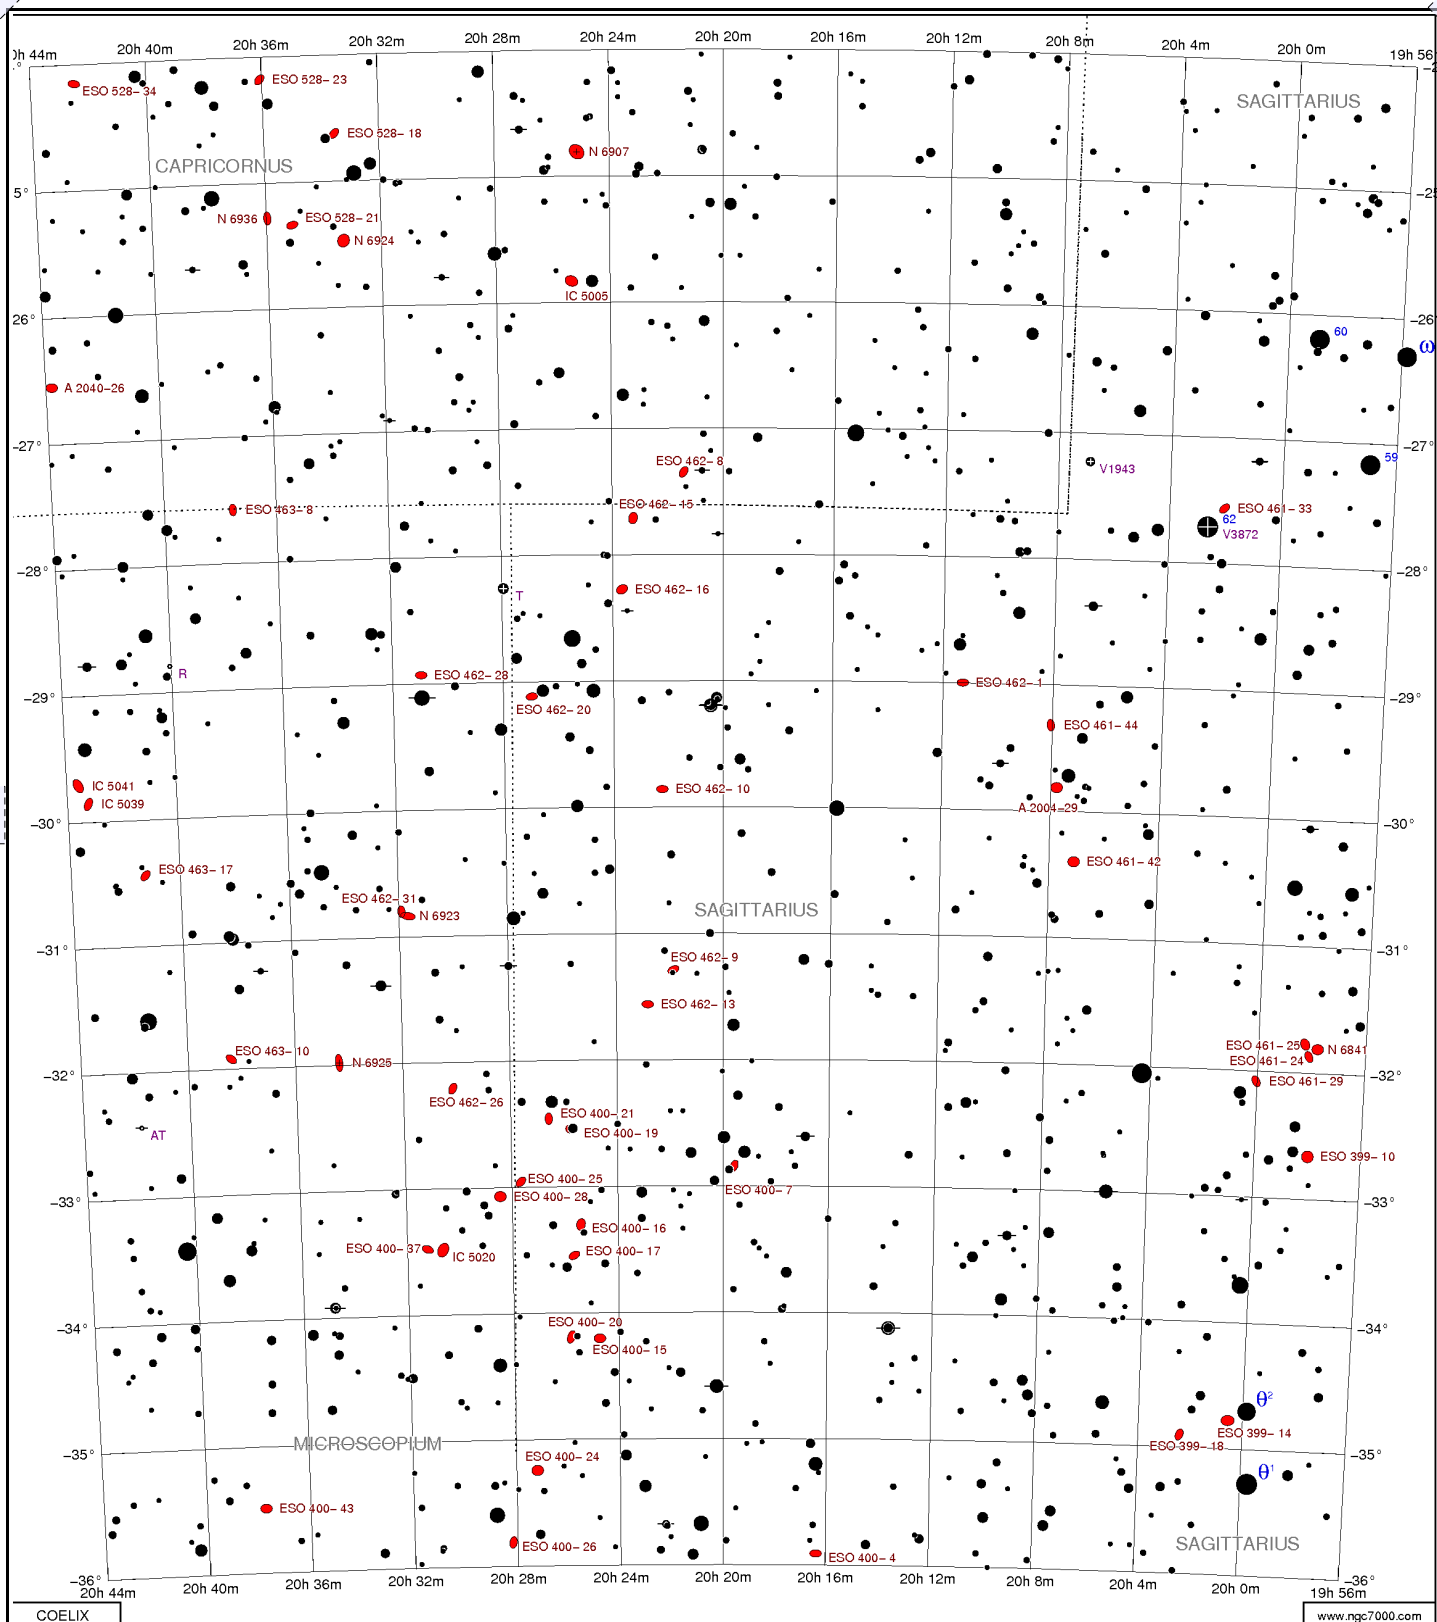 0h 44m 20h 40m 20h 36m 20h 32m 20h 28m 20h 24m 20h 20m 20h 16m 20h 12m 20h 8m 20h 4m 20h 0m 19h 56
ESO 528-34
ESO 528-23
SAGITTARIUS
ESO 528-18
CAPRICORNUS
N 6907
5° -25°
N 6936
ESO 528-21
N 6924
IC 5005
26° -26°
60
ω
A 2040-26
-27° -27°
59
ESO 462-8
V1943
ESO 463-8
ESO 462-15
ESO 461-33
62
V3872
-28° -28°
ESO 462-16
T
R
ESO 462-28
ESO 462-1
-29° -29°
ESO 462-20
ESO 461-44
IC 5041
ESO 462-10
IC 5039
A 2004-29
-30° -30°
ESO 461-42
ESO 463-17
ESO 462-31
N 6923
SAGITTARIUS
-31° -31°
ESO 462-9
ESO 462-13
ESO 463-10
ESO 461-25
N 6841
N 6925
ESO 461-24
-32° -32°
ESO 461-29
ESO 462-26
ESO 400-21
AT
ESO 400-19
ESO 399-10
ESO 400-25
ESO 400-7
ESO 400-28
-33° -33°
ESO 400-16
ESO 400-37
IC 5020
ESO 400-17
ESO 400-20
-34° -34°
ESO 400-15
θ2
ESO 399-14
MICROSCOPIUM
ESO 399-18
-35° -35°
ESO 400-24
θ1
ESO 400-43
ESO 400-26
SAGITTARIUS
ESO 400-4
-36° -36°
20h 44m 20h 40m 20h 36m 20h 32m 20h 28m 20h 24m 20h 20m 20h 16m 20h 12m 20h 8m 20h 4m 20h 0m 19h 56m
COELIX
www.ngc7000.com